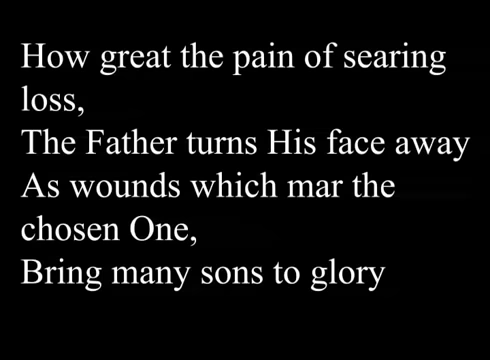 How great the pain of searing
loss,
The Father turns His face away
As wounds which mar the
chosen One,
Bring many sons to glory